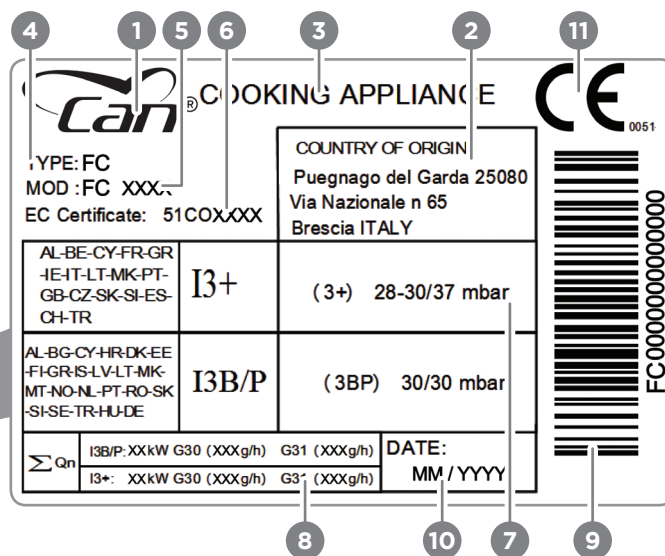 4 1 5 6 3 2 11
Can® COOKING APPLIANCE
CE 0051
TYPE: FC
MOD : FC XXXX
EC Certificate: 51COXXXX
COUNTRY OF ORIGIN
Puegnago del Garda 25080
Via Nazionale n 65
Brescia ITALY
AL-BE-CY-FR-GR
-IE-IT-LT-MK-PT-
GB-CZ-SK-SI-ES-
CH-TR
I3+
(3+) 28-30/37 mbar
AL-BG-CY-HR-DK-EE
-FI-GR-IS-LV-LT-MK-
MT-NO-NL-PT-RO-SK
-SI-SE-TR-HU-DE
I3B/P
(3BP) 30/30 mbar
∑Qn
I3B/P: XXkW G30 (XXXg/h) G31 (XXXg/h)
I3+: XXkW G30 (XXXg/h) G31 (XXXg/h)
DATE:
MM/YYYY
FC0000000000000
8 10 7 9